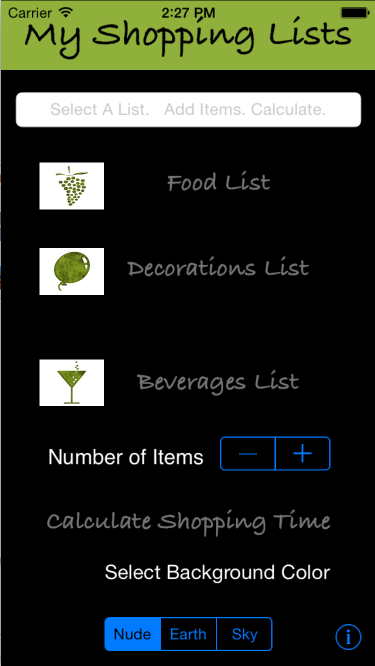 Carrier 2:27 PM
My Shopping Lists
Select A List. Add Items. Calculate.
Food List
Decorations List
Beverages List
Number of Items − +
Calculate Shopping Time
Select Background Color
Nude Earth Sky i